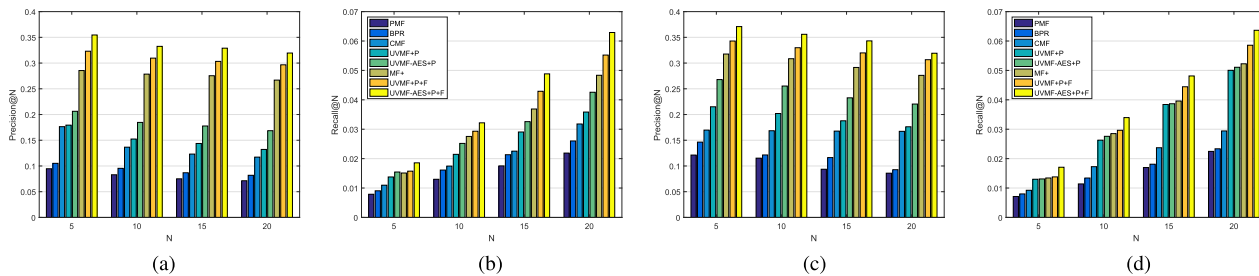 0.4
0.35
0.3
0.25
0.2
0.15
0.1
0.05
0
Precision@N
5 10 15 20
N
(a)
0.07
0.06
0.05
0.04
0.03
0.02
0.01
0
Recall@N
PMF
BPR
CMF
UVMF+P
UVMF-AES+P
MF+
UVMF+P+F
UVMF-AES+P+F
5 10 15 20
N
(b)
0.4
0.35
0.3
0.25
0.2
0.15
0.1
0.05
0
Precision@N
5 10 15 20
N
(c)
0.07
0.06
0.05
0.04
0.03
0.02
0.01
0
Recall@N
PMF
BPR
CMF
UVMF+P
UVMF-AES+P
MF+
UVMF+P+F
UVMF-AES+P+F
5 10 15 20
N
(d)